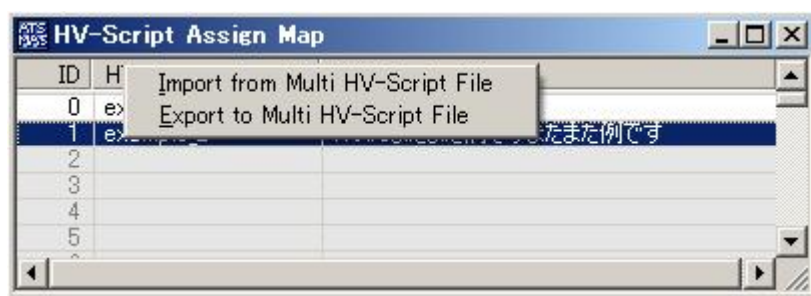 HV-Script Assign Map
ID H
Import from Multi HV-Script File
0 ex
Export to Multi HV-Script File
1 たまた例です
2
3
4
5